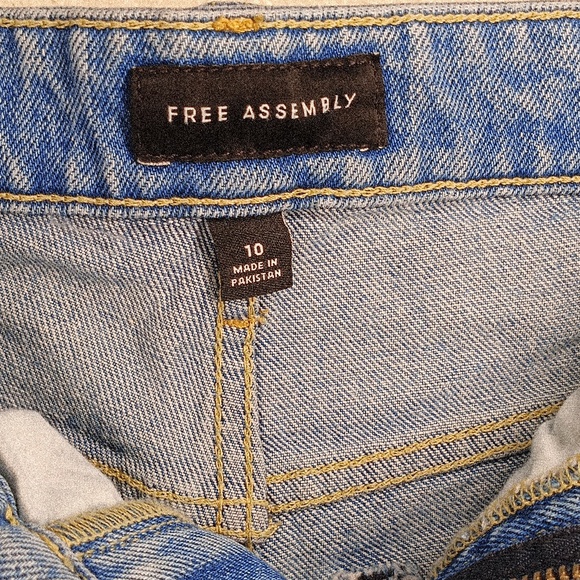 FREE ASSEMBLY
10
MADE IN
PAKISTAN